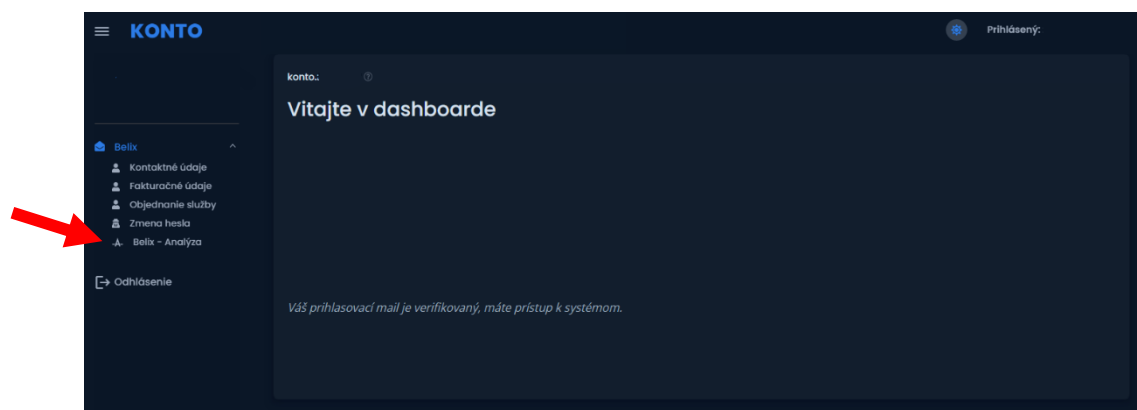 KONTO
Prihlásený:
konto.:
Vitajte v dashboarde
Belix
Kontaktné údaje
Fakturačné údaje
Objednanie služby
Zmena hesla
Belix - Analýza
Odhlásenie
Váš prihlasovací mail je verifikovaný, máte prístup k systémom.